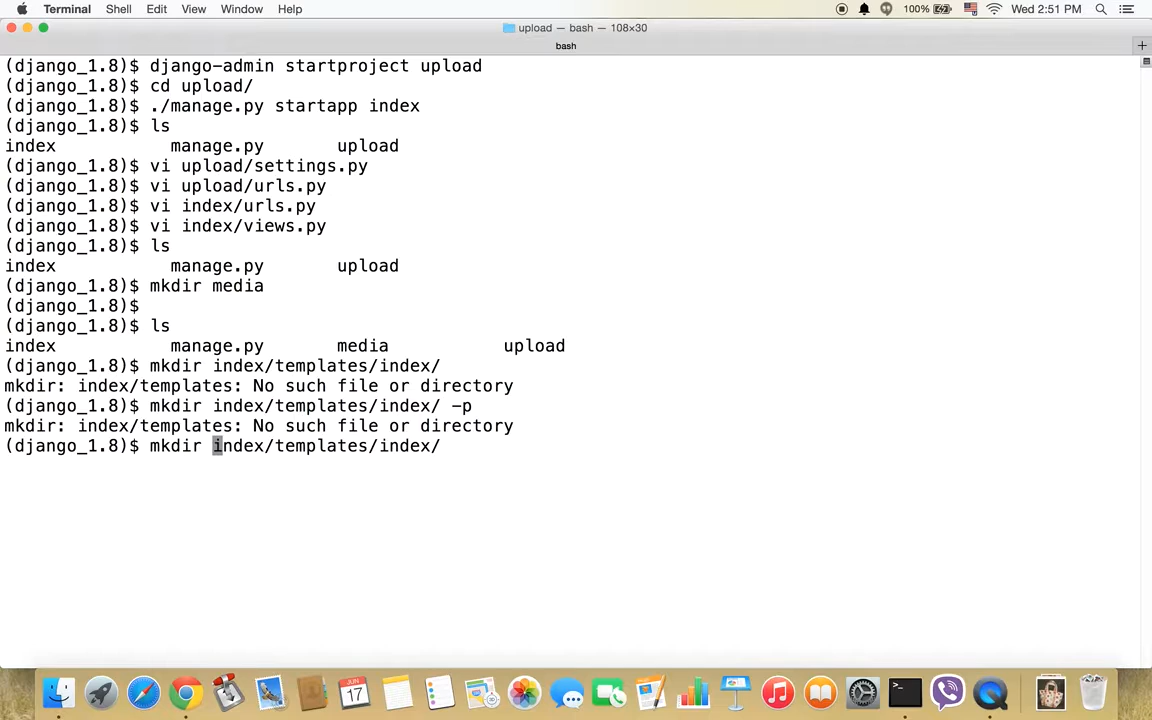 Terminal Shell Edit View Window Help 100% Wed 2:51 PM
upload — bash — 108×30
bash
(django_1.8)$ django-admin startproject upload
(django_1.8)$ cd upload/
(django_1.8)$ ./manage.py startapp index
(django_1.8)$ ls
index manage.py upload
(django_1.8)$ vi upload/settings.py
(django_1.8)$ vi upload/urls.py
(django_1.8)$ vi index/urls.py
(django_1.8)$ vi index/views.py
(django_1.8)$ ls
index manage.py upload
(django_1.8)$ mkdir media
(django_1.8)$
(django_1.8)$ ls
index manage.py media upload
(django_1.8)$ mkdir index/templates/index/
mkdir: index/templates: No such file or directory
(django_1.8)$ mkdir index/templates/index/ -p
mkdir: index/templates: No such file or directory
(django_1.8)$ mkdir index/templates/index/
17